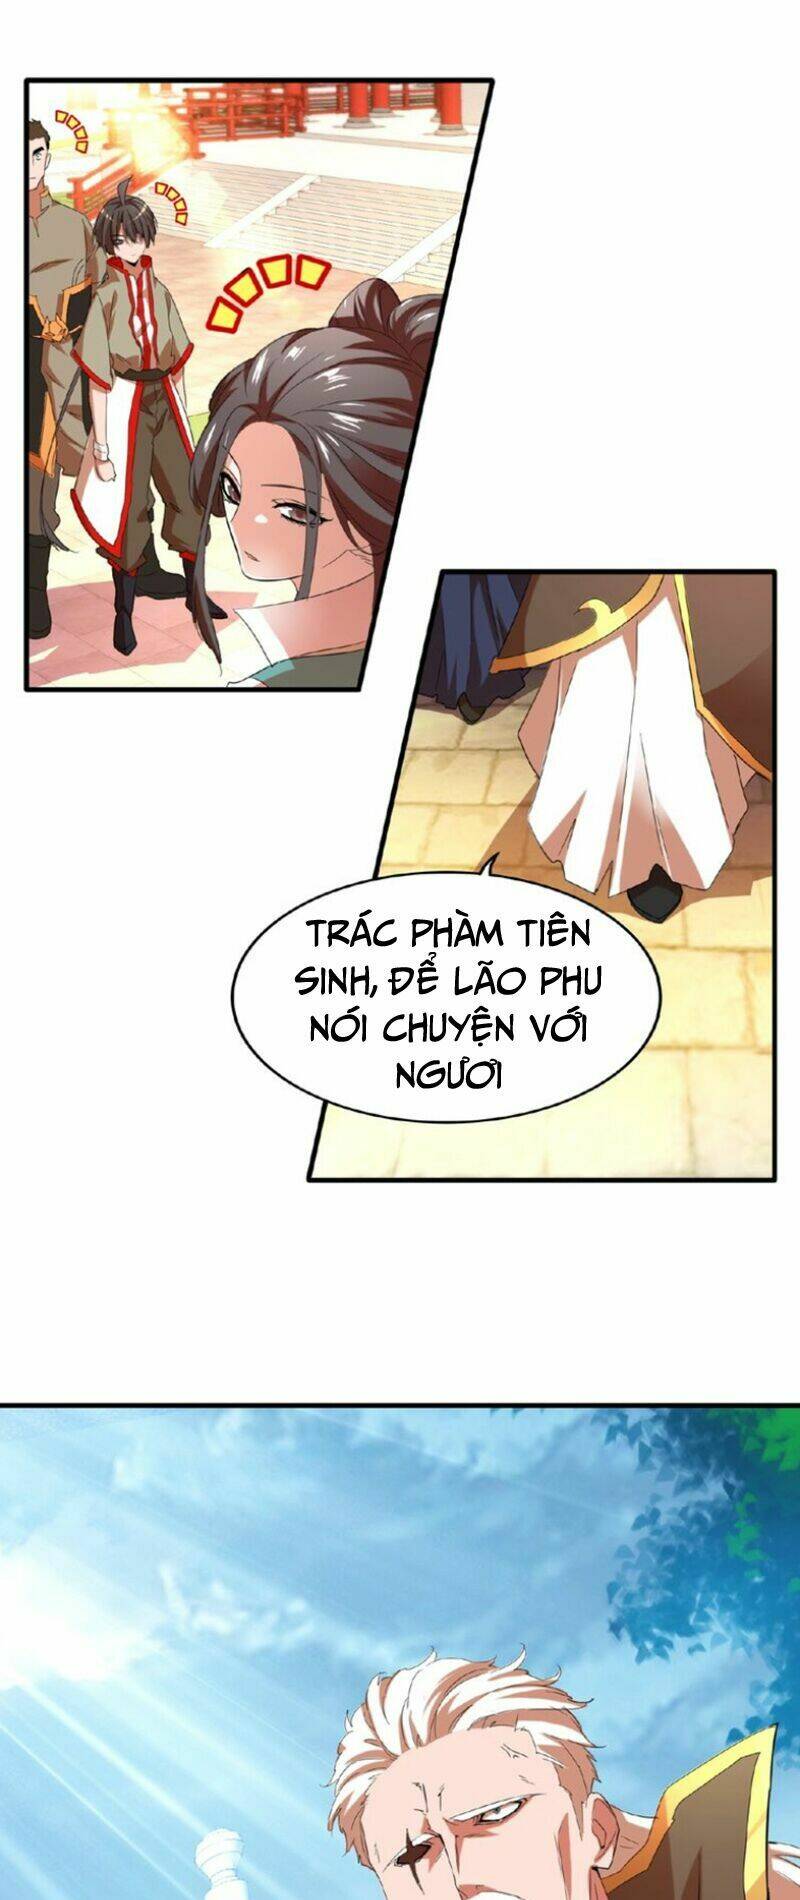 TRÁC PHÀM TIÊN
SINH, ĐỂ LÃO PHU
NÓI CHUYỆN VỚI
NGƯƠI